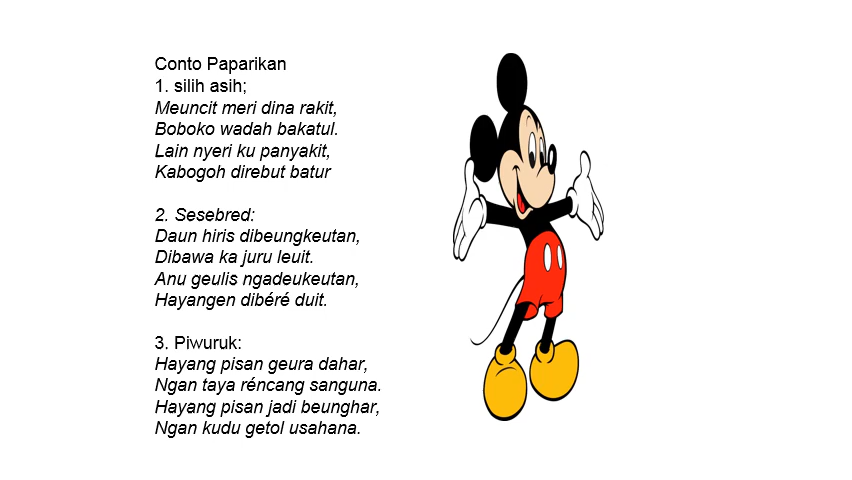 Conto Paparikan
1. silih asih;
Meuncit meri dina rakit,
Boboko wadah bakatul.
Lain nyeri ku panyakit,
Kabogoh direbut batur
2. Sesebred:
Daun hiris dibeungkeutan,
Dibawa ka juru leuit.
Anu geulis ngadeukeutan,
Hayangen dibéré duit.
3. Piwuruk:
Hayang pisan geura dahar,
Ngan taya réncang sanguna.
Hayang pisan jadi beunghar,
Ngan kudu getol usahana.